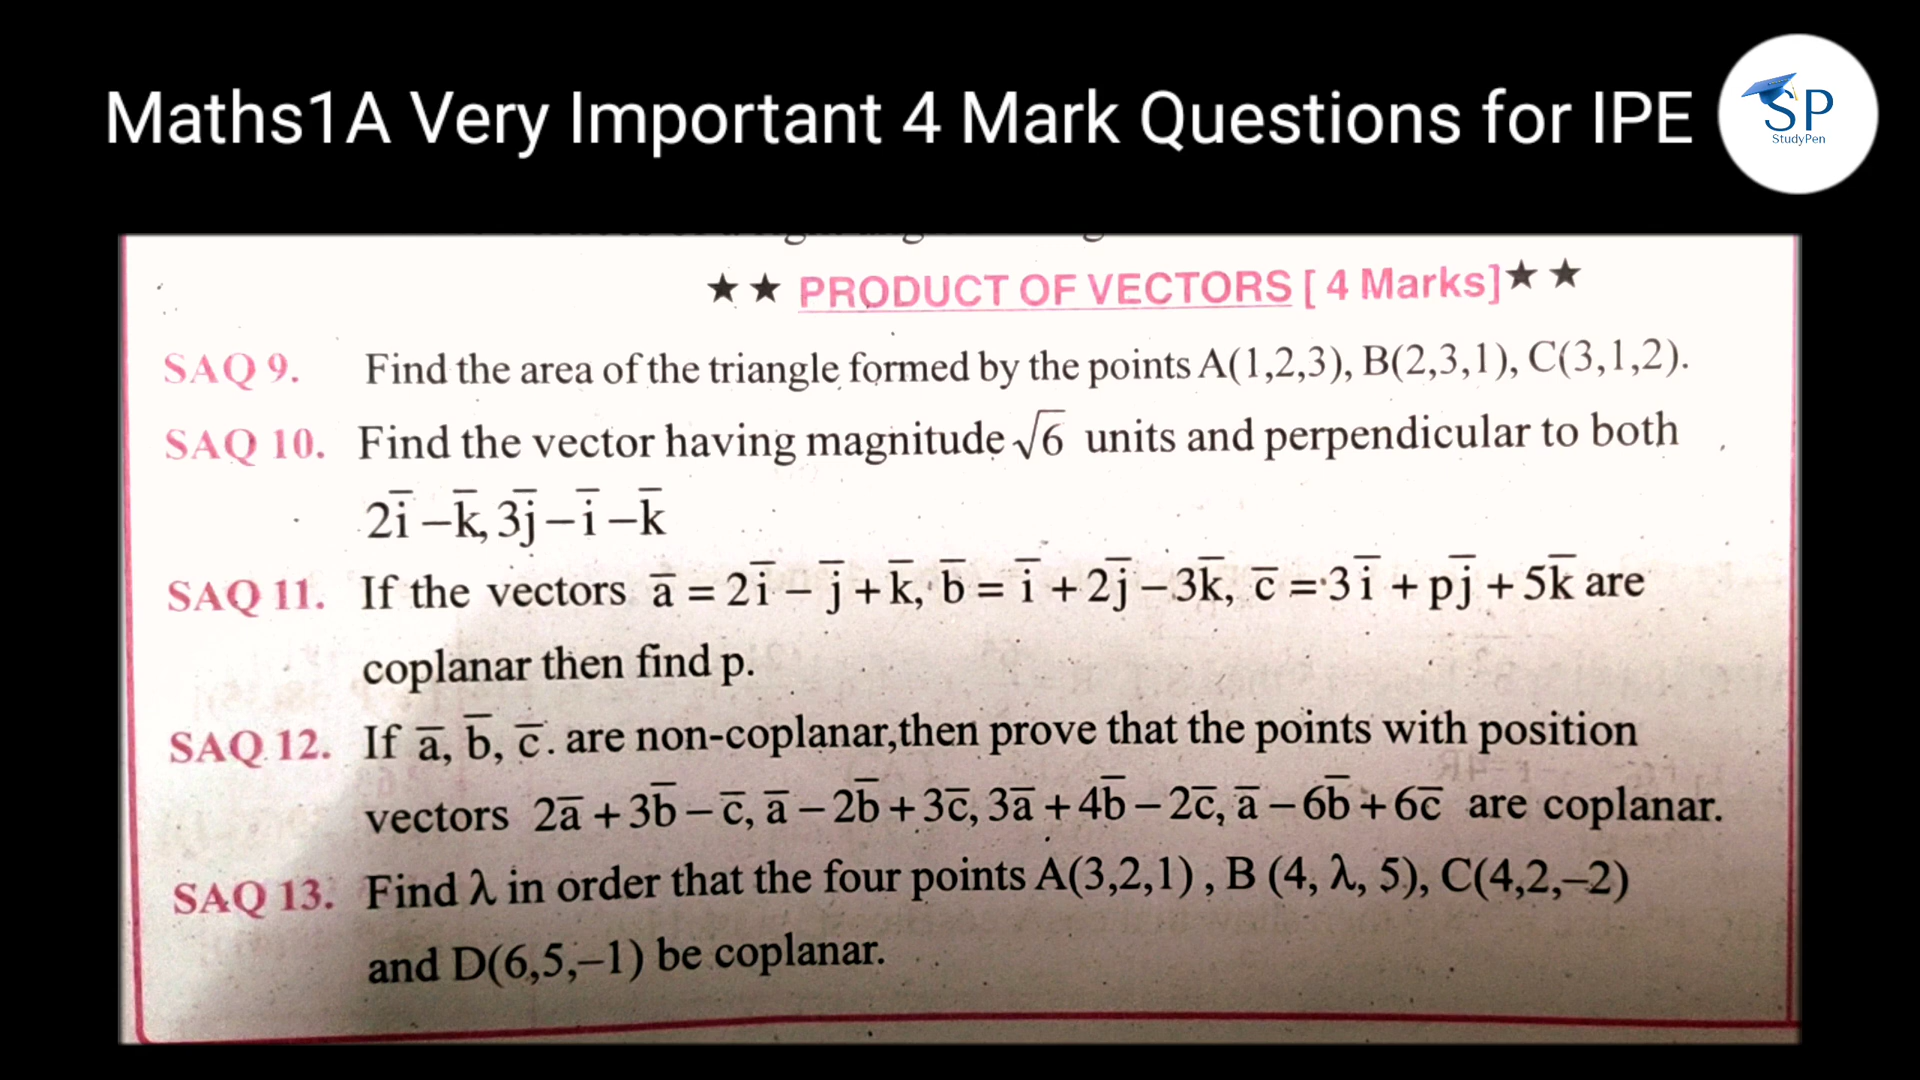 Maths1A Very Important 4 Mark Questions for IPE
SP
StudyPen
★ ★ PRODUCT OF VECTORS [ 4 Marks] ★ ★
SAQ 9. Find the area of the triangle formed by the points A(1,2,3), B(2,3,1), C(3,1,2).
SAQ 10. Find the vector having magnitude √6 units and perpendicular to both
2i̅ – k̅, 3j̅ – i̅ – k̅
SAQ 11. If the vectors a̅ = 2i̅ – j̅ + k̅, b̅ = i̅ + 2j̅ – 3k̅, c̅ = 3i̅ + pj̅ + 5k̅ are
coplanar then find p.
SAQ 12. If a̅, b̅, c̅. are non-coplanar,then prove that the points with position
vectors 2a̅ + 3b̅ – c̅, a̅ – 2b̅ + 3c̅, 3a̅ + 4b̅ – 2c̅, a̅ – 6b̅ + 6c̅ are coplanar.
SAQ 13. Find λ in order that the four points A(3,2,1) , B (4, λ, 5), C(4,2,–2)
and D(6,5,–1) be coplanar.